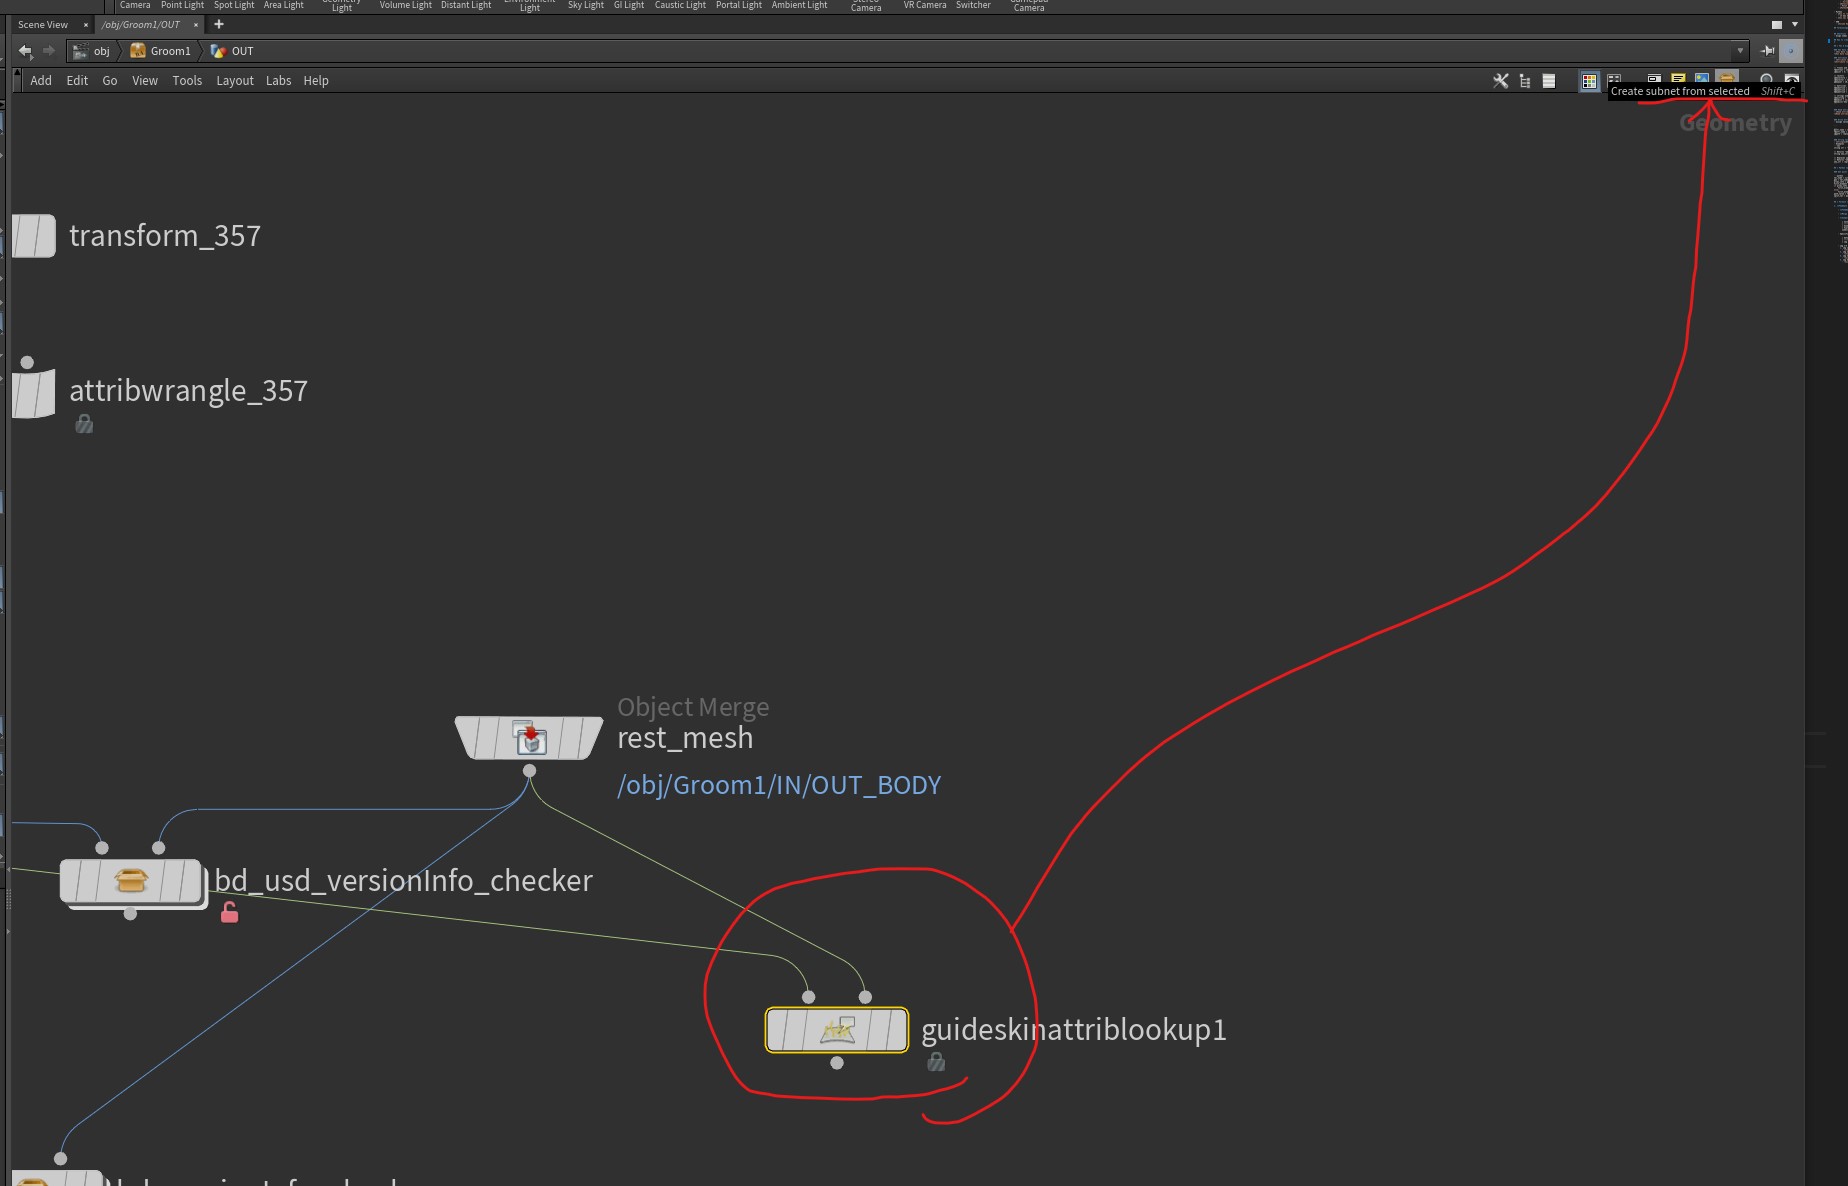 Camera Point Light Spot Light Area Light Geometry Light Volume Light Distant Light Environment Light Sky Light GI Light Caustic Light Portal Light Ambient Light Stereo Camera VR Camera Switcher Gamepad Camera
Scene View × /obj/Groom1/OUT × +
obj Groom1 OUT
Add Edit Go View Tools Layout Labs Help
Create subnet from selected Shift+C
Geometry
transform_357
attribwrangle_357
Object Merge
rest_mesh
/obj/Groom1/IN/OUT_BODY
bd_usd_versionInfo_checker
guideskinattriblookup1